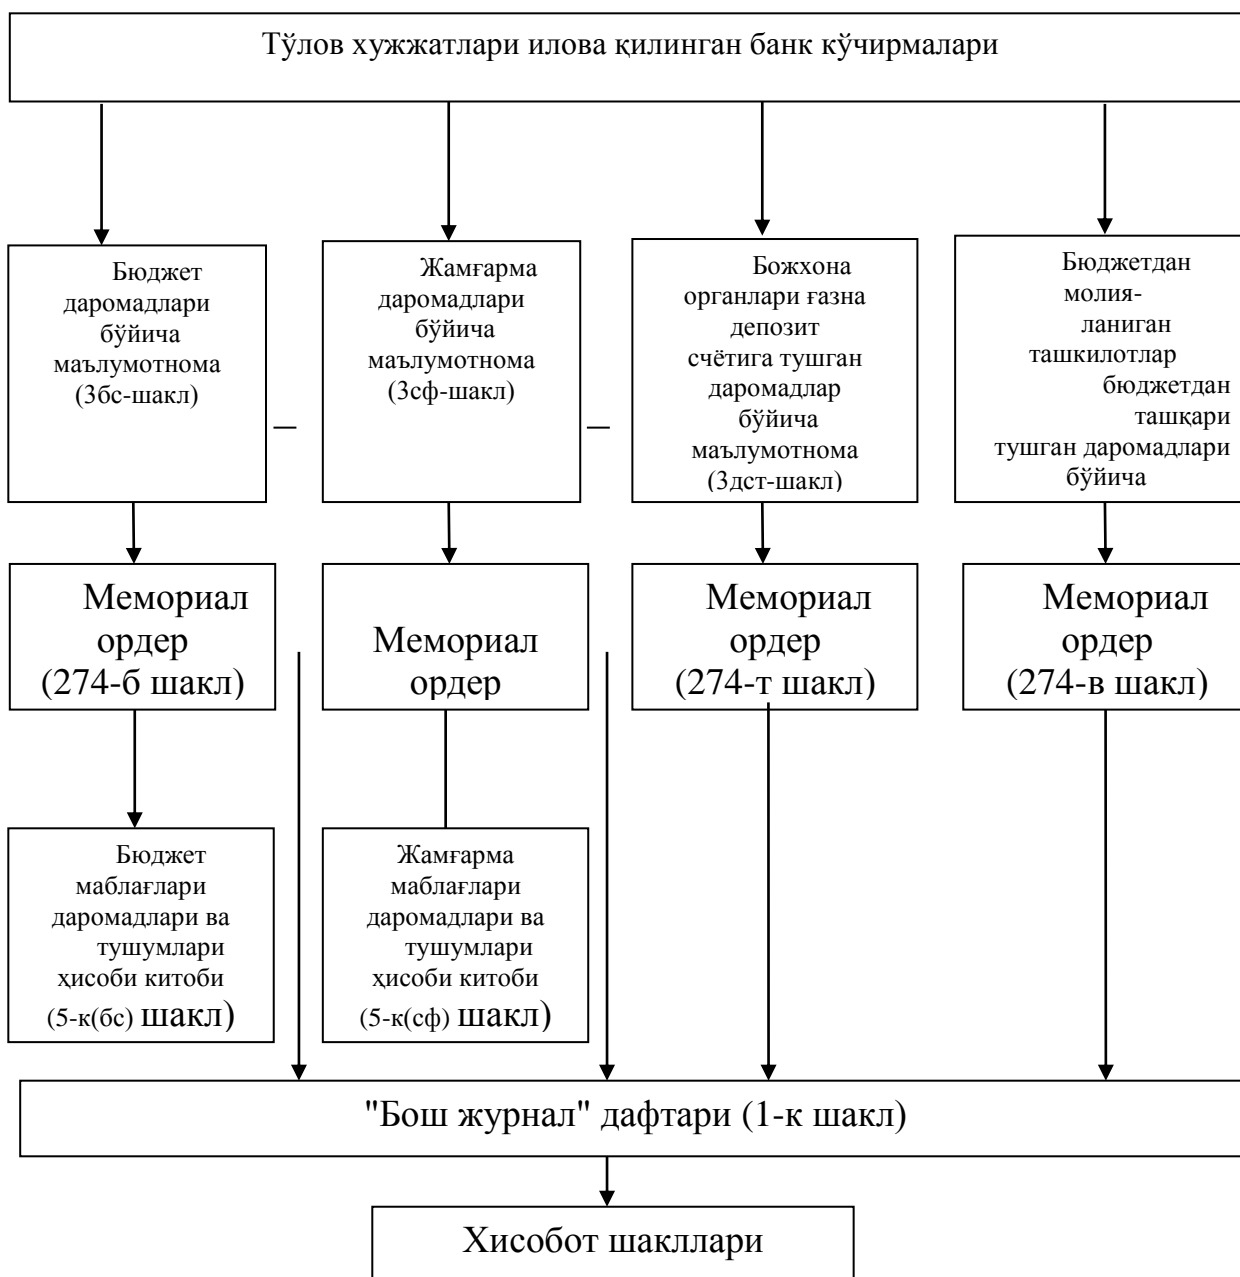 Тўлов хужжатлари илова қилинган банк кўчирмалари
Бюджет
даромадлари
бўйича
маълумотнома
(3бс-шакл)
Жамғарма
даромадлари
бўйича
маълумотнома
(3сф-шакл)
Божхона
органлари ғазна
депозит
счётига тушган
даромадлар
бўйича
маълумотнома
(3дст-шакл)
Бюджетдан
молия-
ланиган
ташкилотлар
бюджетдан
ташқари
тушган даромадлари
бўйича
Мемориал
ордер
(274-б шакл)
Мемориал
ордер
Мемориал
ордер
(274-т шакл)
Мемориал
ордер
(274-в шакл)
Бюджет
маблағлари
даромадлари ва
тушумлари
ҳисоби китоби
(5-к(бс) шакл)
Жамғарма
маблағлари
даромадлари ва
тушумлари
ҳисоби китоби
(5-к(сф) шакл)
"Бош журнал" дафтари (1-к шакл)
Хисобот шакллари